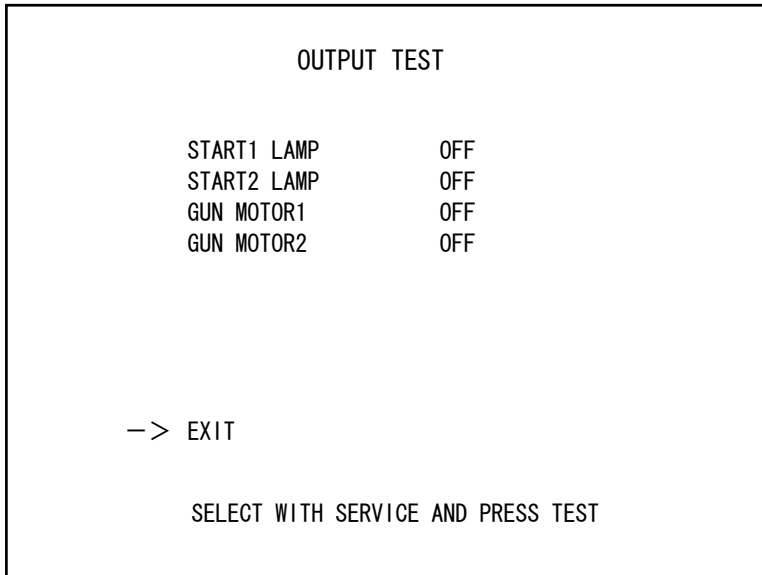 OUTPUT TEST
START1 LAMP OFF
START2 LAMP OFF
GUN MOTOR1 OFF
GUN MOTOR2 OFF
—> EXIT
SELECT WITH SERVICE AND PRESS TEST